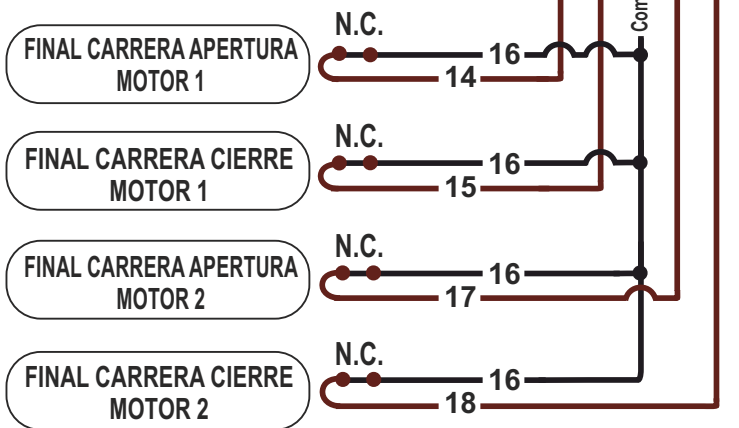 N.C.
FINAL CARRERA APERTURA
MOTOR 1
16
14
N.C.
FINAL CARRERA CIERRE
MOTOR 1
16
15
N.C.
FINAL CARRERA APERTURA
MOTOR 2
16
17
N.C.
FINAL CARRERA CIERRE
MOTOR 2
16
18